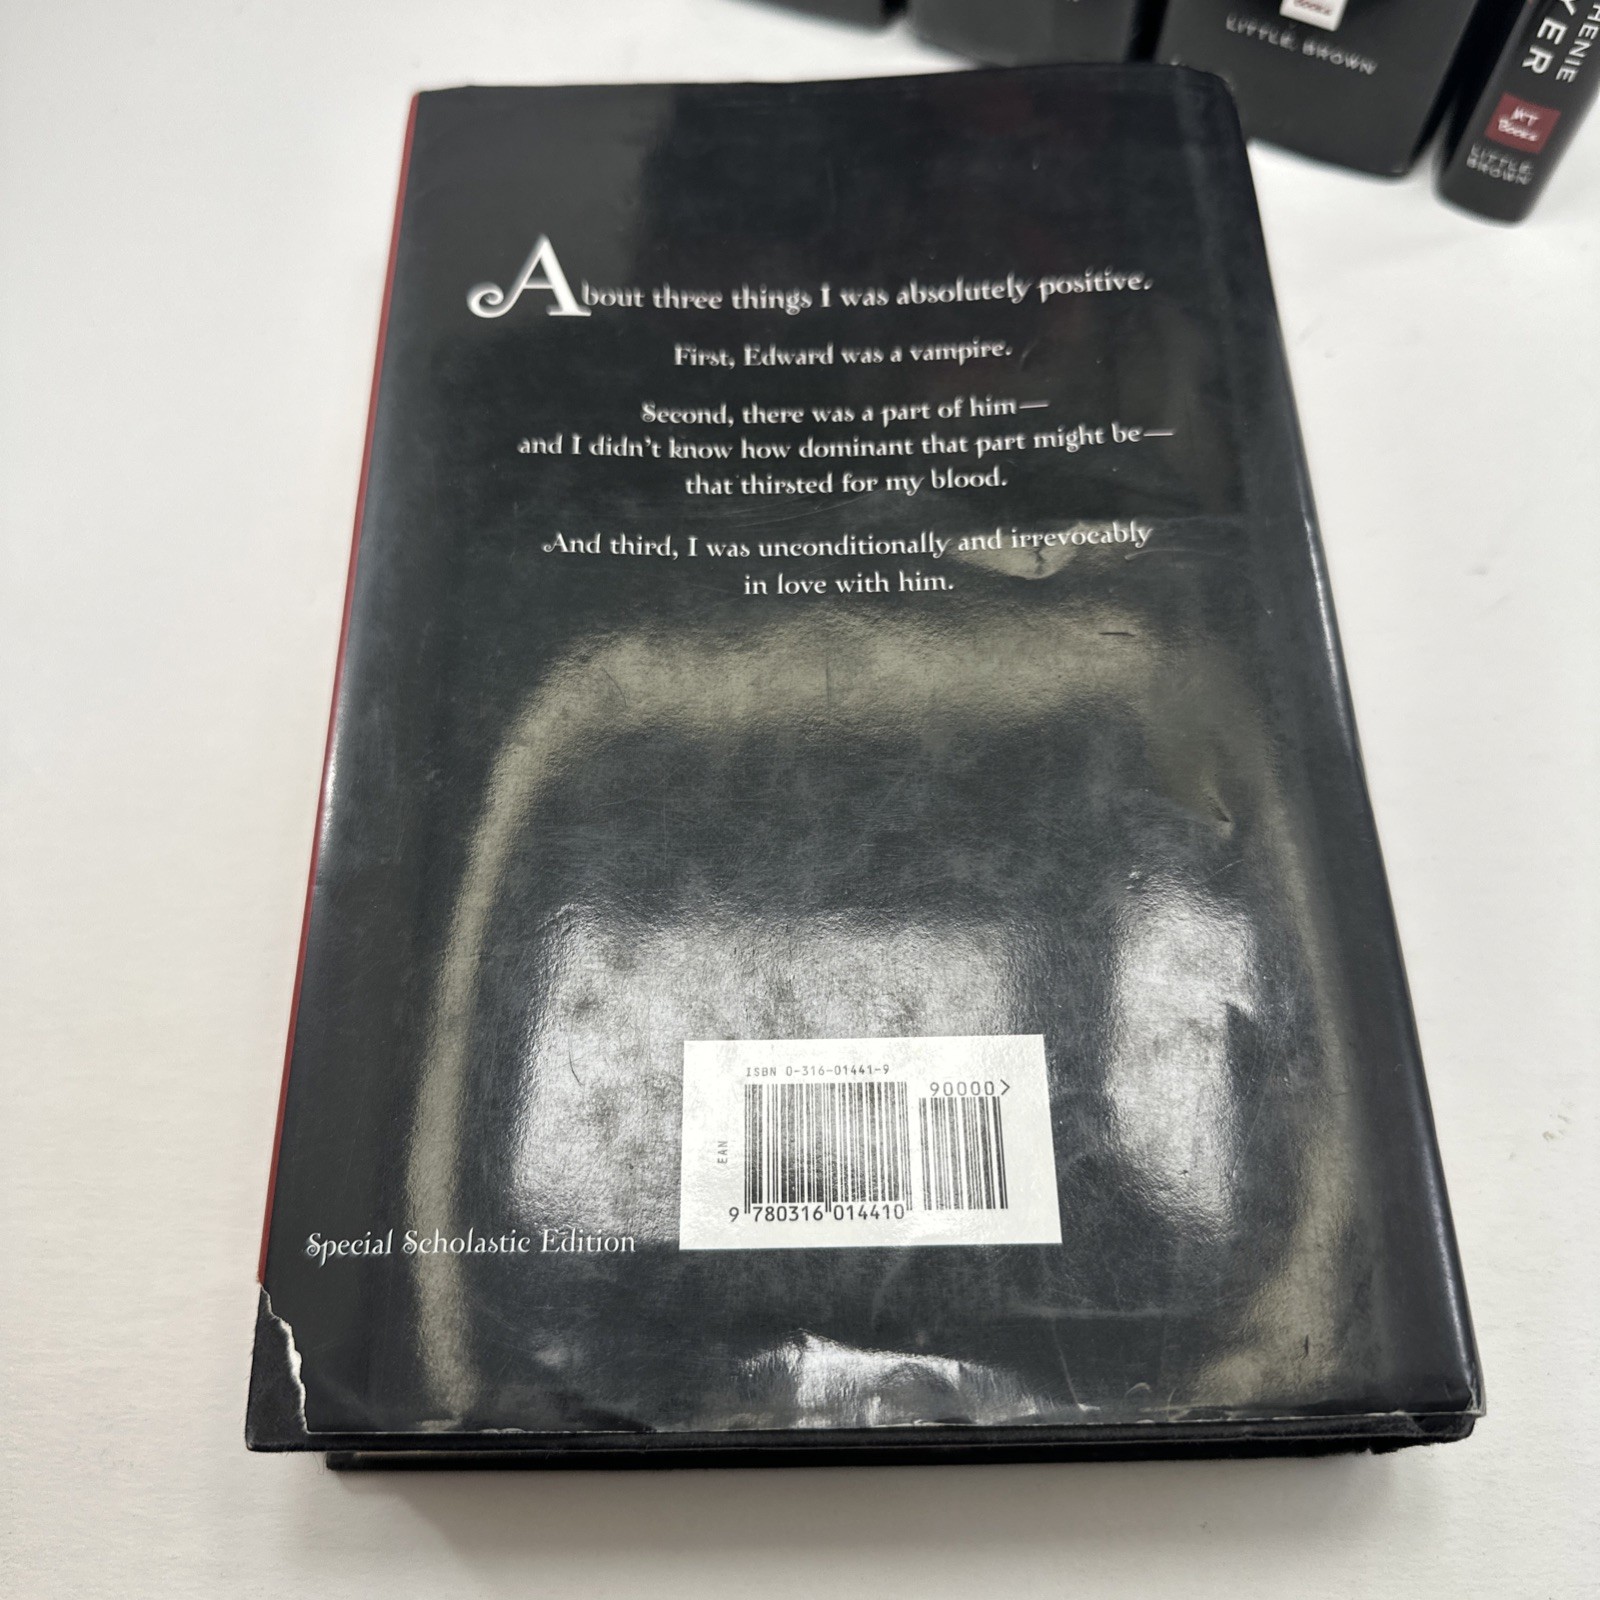 LITTLE, BROWN
YER
LITTLE,
BROWN
About three things I was absolutely positive.
First, Edward was a vampire.
Second, there was a part of him—
and I didn't know how dominant that part might be—
that thirsted for my blood.
And third, I was unconditionally and irrevocably
in love with him.
ISBN 0-316-01441-9
90000>
EAN
9 780316 014410
Special Scholastic Edition